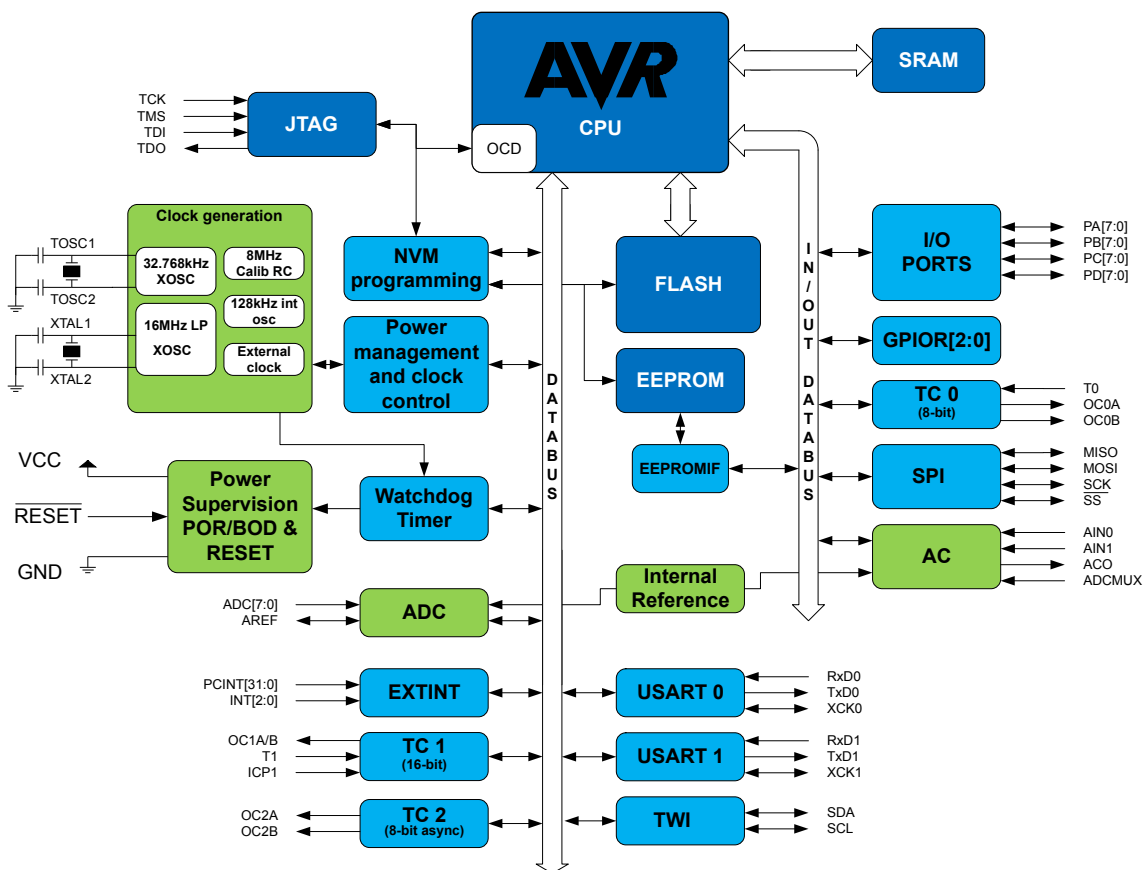 AVR
CPU
OCD
SRAM
TCK
TMS
TDI
TDO
JTAG
Clock generation
TOSC1
TOSC2
XTAL1
XTAL2
32.768kHz
XOSC
8MHz
Calib RC
128kHz int
osc
16MHz LP
XOSC
External
clock
NVM
programming
Power
management
and clock
control
FLASH
EEPROM
EEPROMIF
DATABUS
IN/OUT DATABUS
I/O
PORTS
PA[7:0]
PB[7:0]
PC[7:0]
PD[7:0]
GPIOR[2:0]
TC 0
(8-bit)
T0
OC0A
OC0B
SPI
MISO
MOSI
SCK
SS
AC
AIN0
AIN1
ACO
ADCMUX
VCC
RESET
GND
Power
Supervision
POR/BOD &
RESET
Watchdog
Timer
Internal
Reference
ADC[7:0]
AREF
ADC
PCINT[31:0]
INT[2:0]
EXTINT
USART 0
RxD0
TxD0
XCK0
OC1A/B
T1
ICP1
TC 1
(16-bit)
USART 1
RxD1
TxD1
XCK1
OC2A
OC2B
TC 2
(8-bit async)
TWI
SDA
SCL